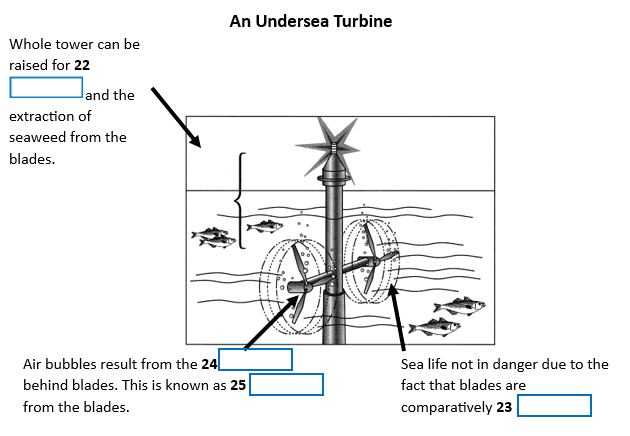 An Undersea Turbine
Whole tower can be
raised for 22
and the
extraction of
seaweed from the
blades.
Air bubbles result from the 24
behind blades. This is known as 25
from the blades.
Sea life not in danger due to the
fact that blades are
comparatively 23